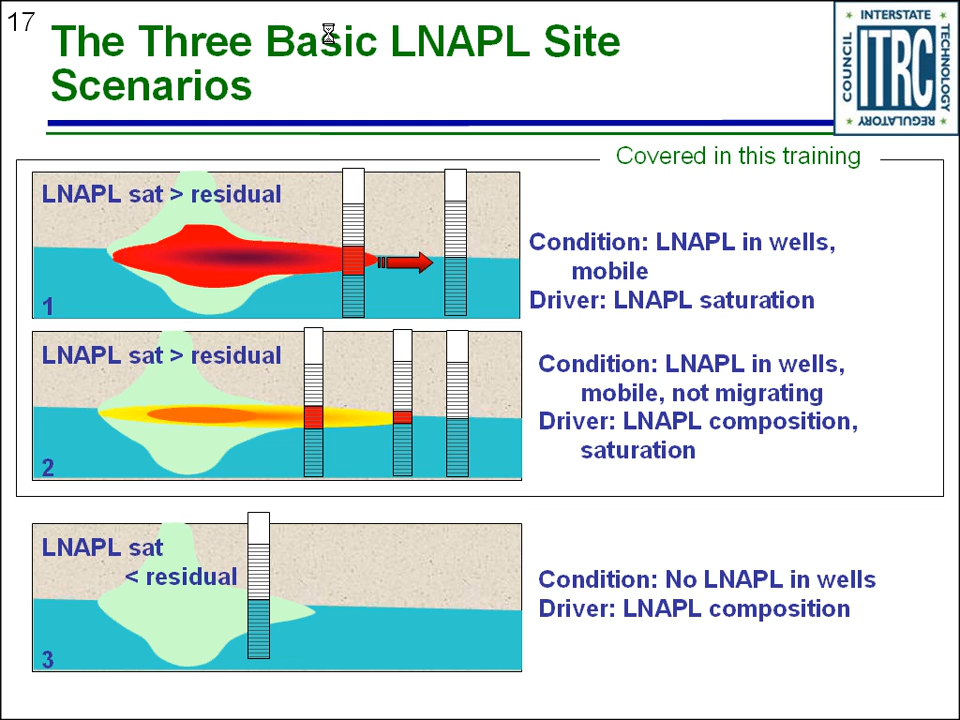 17
The Three Basic LNAPL Site
Scenarios
INTERSTATE
COUNCIL
ITRC
TECHNOLOGY
REGULATORY
Covered in this training
LNAPL sat > residual
Condition: LNAPL in wells,
mobile
Driver: LNAPL saturation
1
LNAPL sat > residual
Condition: LNAPL in wells,
mobile, not migrating
Driver: LNAPL composition,
saturation
2
LNAPL sat
< residual
Condition: No LNAPL in wells
Driver: LNAPL composition
3